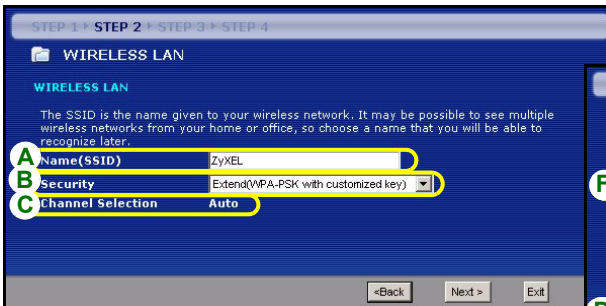 STEP 1 ▸ STEP 2 ▸ STEP 3 ▸ STEP 4
WIRELESS LAN
WIRELESS LAN
The SSID is the name given to your wireless network. It may be possible to see multiple
wireless networks from your home or office, so choose a name that you will be able to
recognize later.
A Name(SSID) ZyXEL
B Security Extend(WPA-PSK with customized key)
F
C Channel Selection Auto
<Back Next > Exit